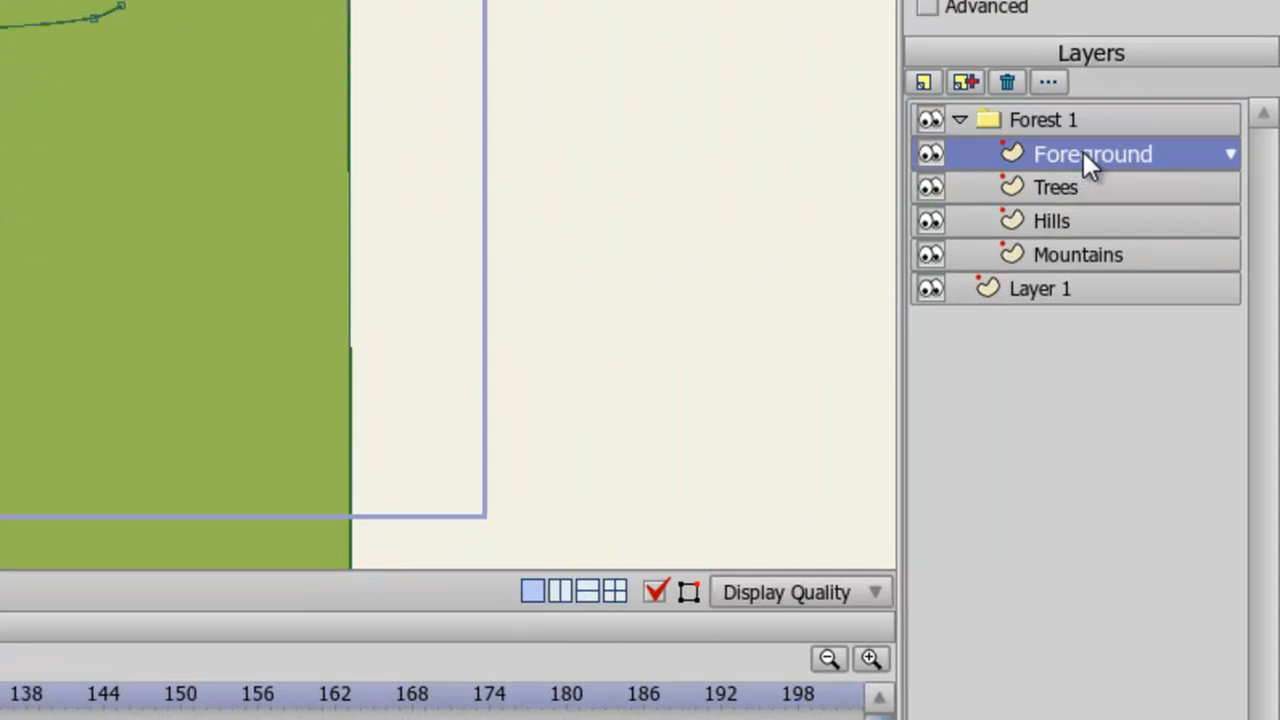 Advanced
Layers
Forest 1
Foreground
Trees
Hills
Mountains
Layer 1
Display Quality
138 144 150 156 162 168 174 180 186 192 198